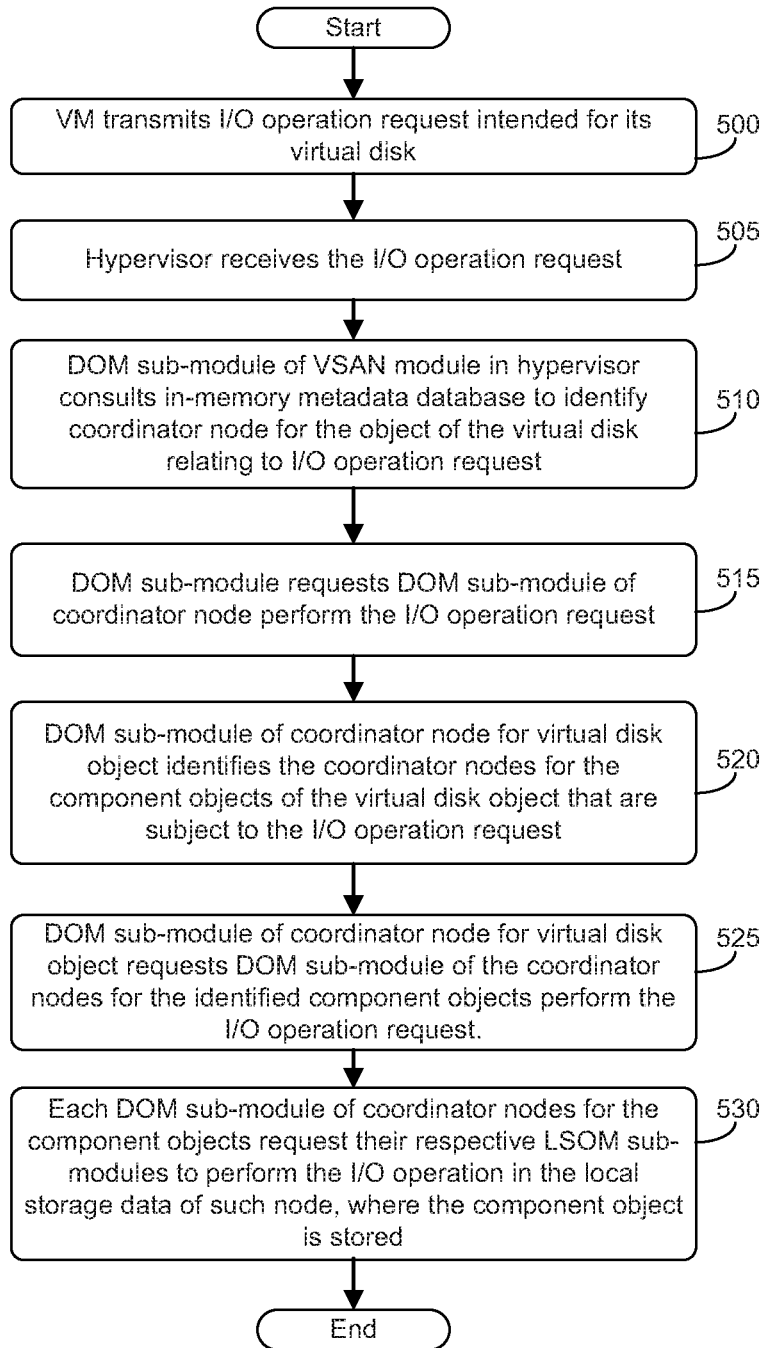 Start
VM transmits I/O operation request intended for its
virtual disk
500
Hypervisor receives the I/O operation request
505
DOM sub-module of VSAN module in hypervisor
consults in-memory metadata database to identify
coordinator node for the object of the virtual disk
relating to I/O operation request
510
DOM sub-module requests DOM sub-module of
coordinator node perform the I/O operation request
515
DOM sub-module of coordinator node for virtual disk
object identifies the coordinator nodes for the
component objects of the virtual disk object that are
subject to the I/O operation request
520
DOM sub-module of coordinator node for virtual disk
object requests DOM sub-module of the coordinator
nodes for the identified component objects perform the
I/O operation request.
525
Each DOM sub-module of coordinator nodes for the
component objects request their respective LSOM sub-
modules to perform the I/O operation in the local
storage data of such node, where the component object
is stored
530
End